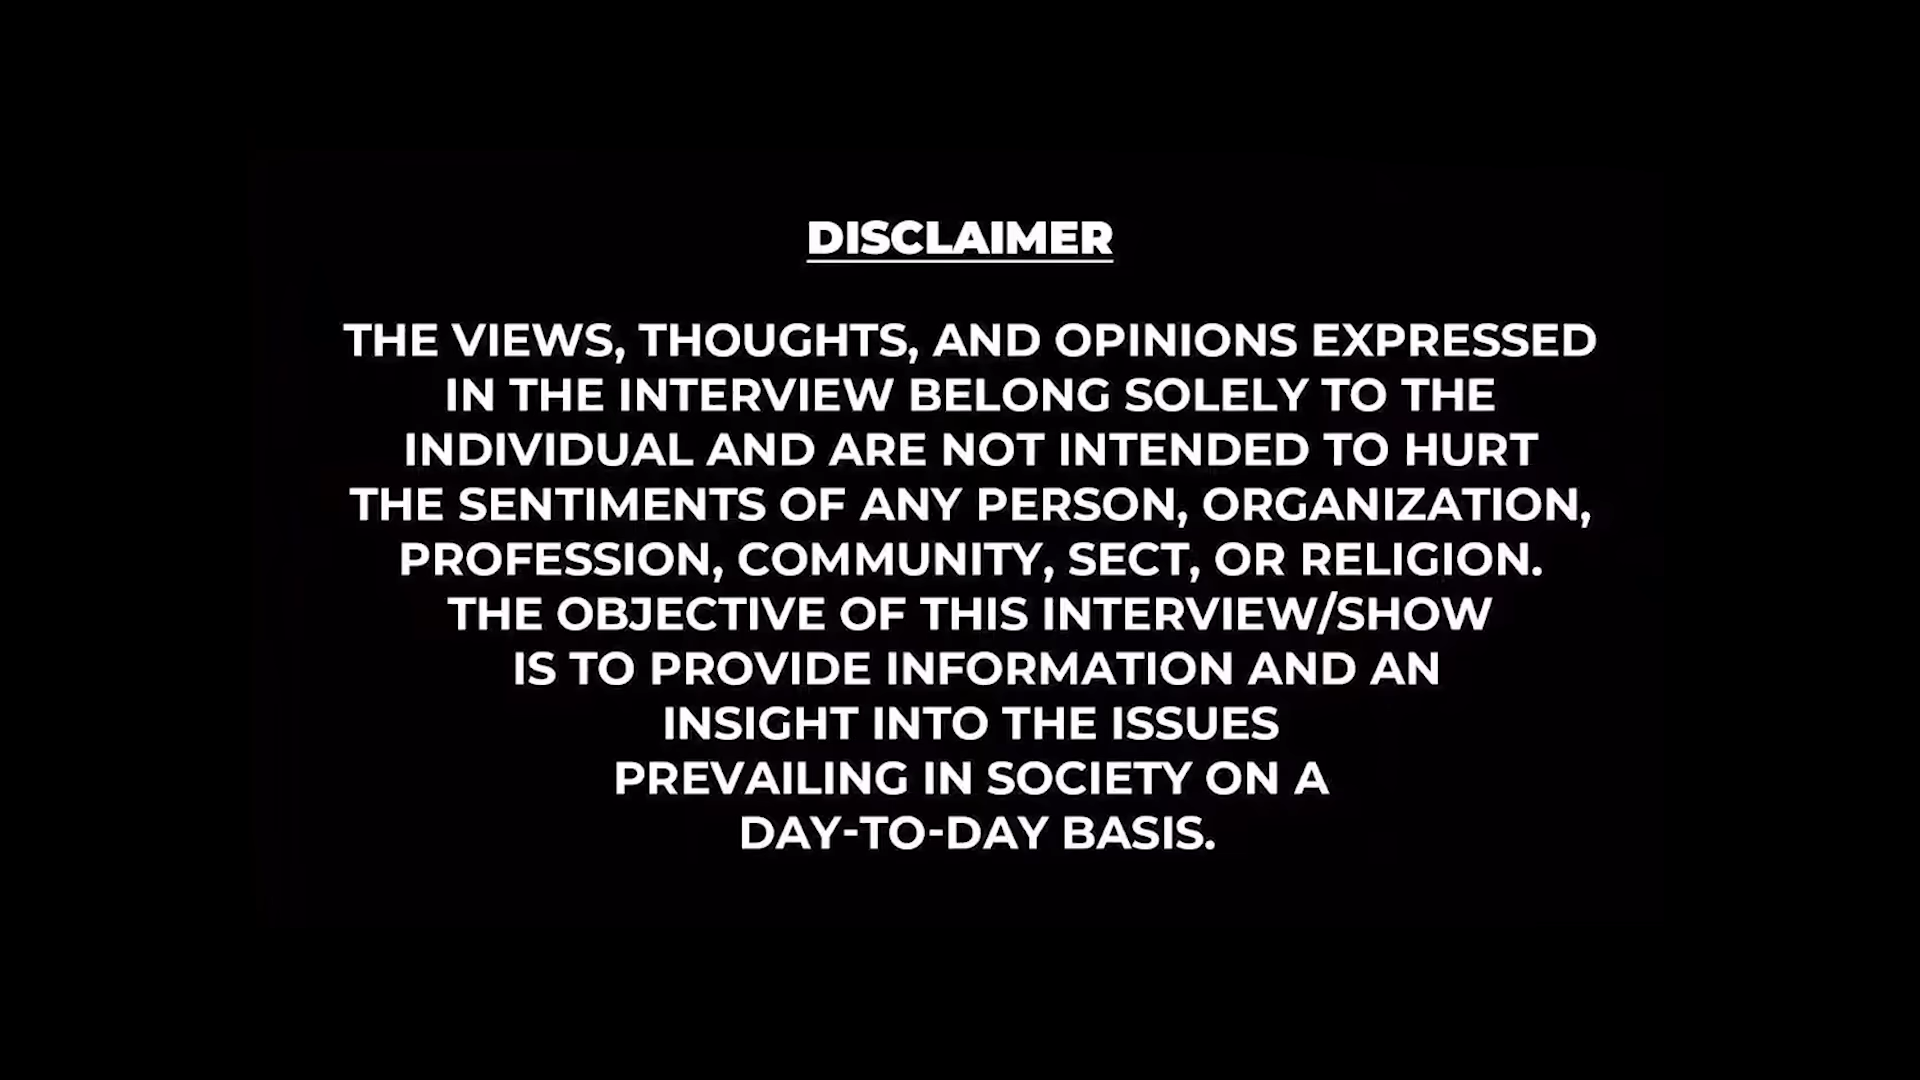 DISCLAIMER
THE VIEWS, THOUGHTS, AND OPINIONS EXPRESSED
IN THE INTERVIEW BELONG SOLELY TO THE
INDIVIDUAL AND ARE NOT INTENDED TO HURT
THE SENTIMENTS OF ANY PERSON, ORGANIZATION,
PROFESSION, COMMUNITY, SECT, OR RELIGION.
THE OBJECTIVE OF THIS INTERVIEW/SHOW
IS TO PROVIDE INFORMATION AND AN
INSIGHT INTO THE ISSUES
PREVAILING IN SOCIETY ON A
DAY-TO-DAY BASIS.